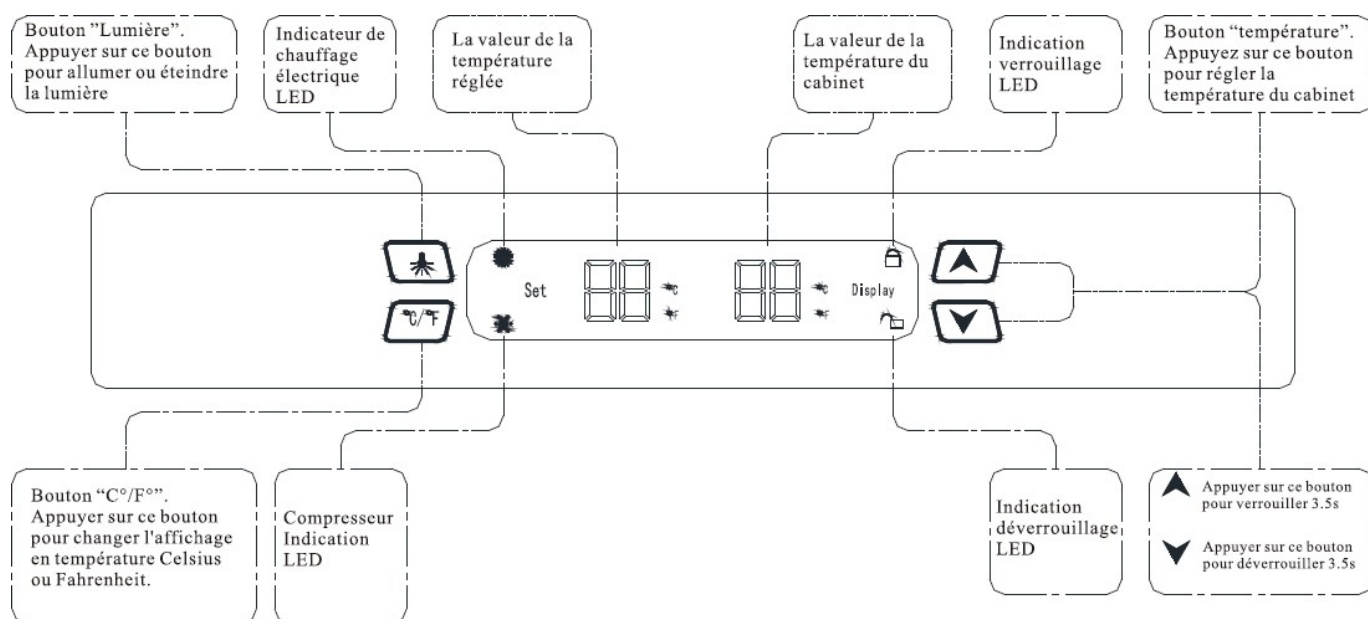 Bouton "Lumière".
Appuyer sur ce bouton
pour allumer ou éteindre
la lumière
Indicateur de
chauffage
électrique
LED
La valeur de la
température
réglée
La valeur de la
température du
cabinet
Indication
verrouillage
LED
Bouton “température”.
Appuyez sur ce bouton
pour régler la
température du cabinet
Set
°C
°F
°C
°F
Display
°C/°F
Bouton “C°/F°”.
Appuyer sur ce bouton
pour changer l'affichage
en température Celsius
ou Fahrenheit.
Compresseur
Indication
LED
Indication
déverrouillage
LED
Appuyer sur ce bouton
pour verrouiller 3.5s
Appuyer sur ce bouton
pour déverrouiller 3.5s